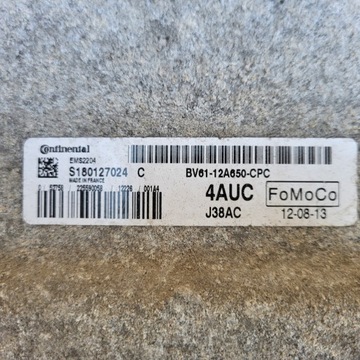 Continental
EMS2204
S180127024 C BV61-12A650-CPC
MADE IN FRANCE
4AUC FoMoCo
J38AC 12-08-13